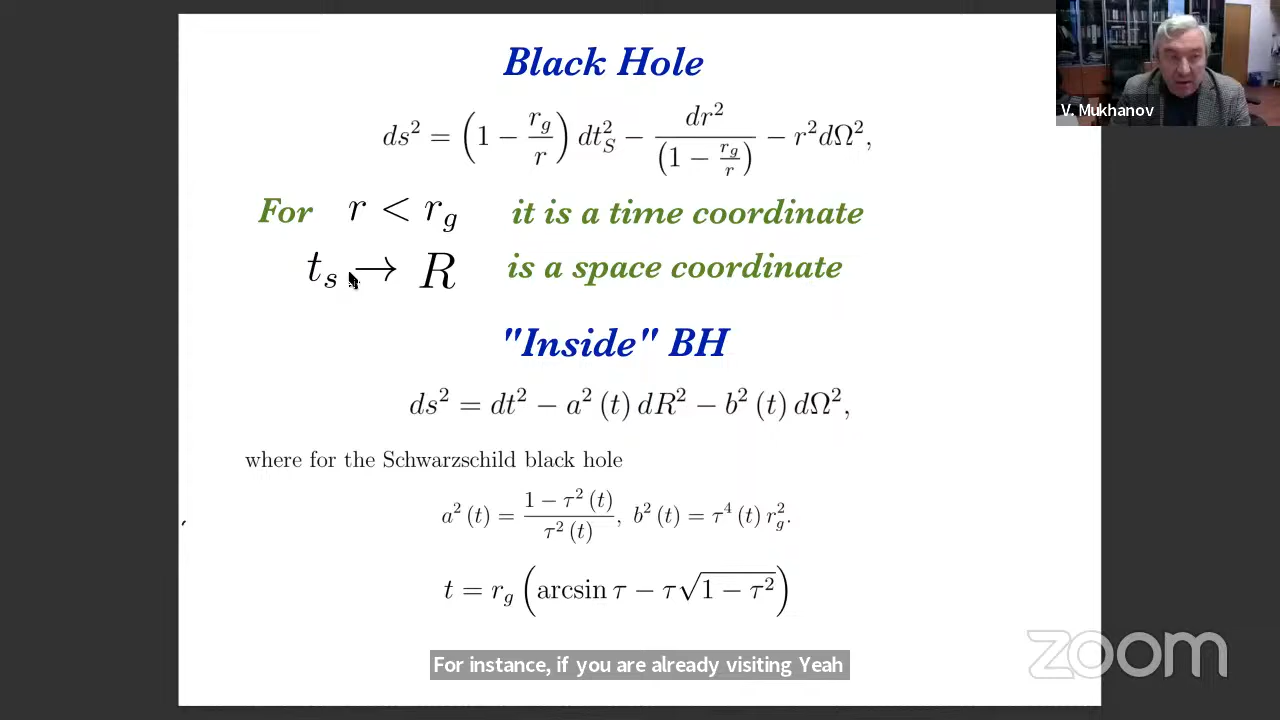 Black Hole
V. Mukhanov
ds² = (1 − r_g/r) dt_S² − dr²/(1 − r_g/r) − r²dΩ²,
For r < r_g it is a time coordinate
t_s → R is a space coordinate
"Inside" BH
ds² = dt² − a² (t) dR² − b² (t) dΩ²,
where for the Schwarzschild black hole
a² (t) = (1 − τ² (t))/(τ² (t)), b² (t) = τ⁴ (t) r_g².
t = r_g (arcsin τ − τ√(1 − τ²))
For instance, if you are already visiting Yeah
zoom